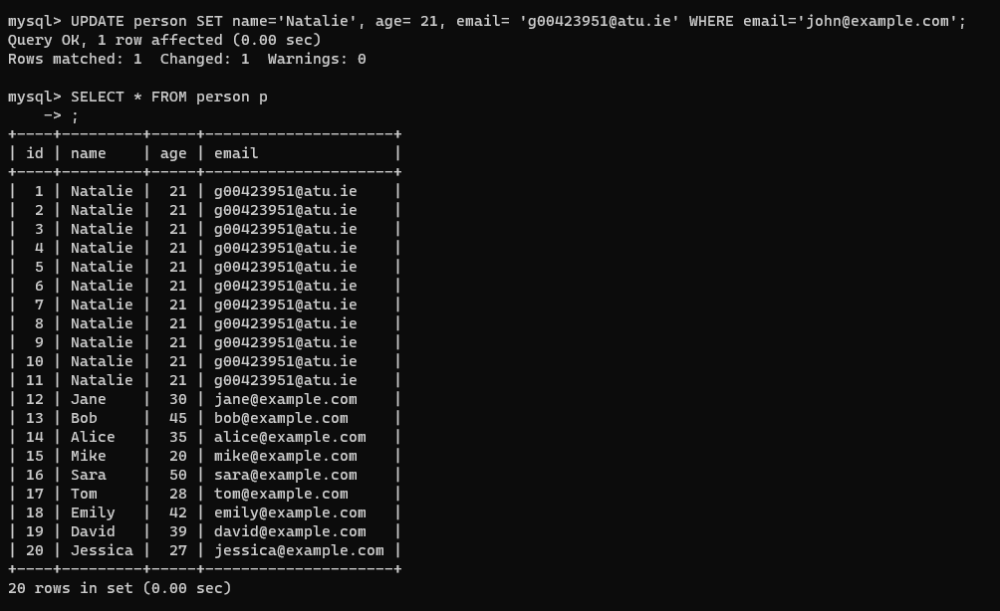 mysql> UPDATE person SET name='Natalie', age= 21, email= 'g00423951@atu.ie' WHERE email='john@example.com';
Query OK, 1 row affected (0.00 sec)
Rows matched: 1  Changed: 1  Warnings: 0

mysql> SELECT * FROM person p
    -> ;
+----+---------+-----+---------------------+
| id | name    | age | email               |
+----+---------+-----+---------------------+
|  1 | Natalie |  21 | g00423951@atu.ie    |
|  2 | Natalie |  21 | g00423951@atu.ie    |
|  3 | Natalie |  21 | g00423951@atu.ie    |
|  4 | Natalie |  21 | g00423951@atu.ie    |
|  5 | Natalie |  21 | g00423951@atu.ie    |
|  6 | Natalie |  21 | g00423951@atu.ie    |
|  7 | Natalie |  21 | g00423951@atu.ie    |
|  8 | Natalie |  21 | g00423951@atu.ie    |
|  9 | Natalie |  21 | g00423951@atu.ie    |
| 10 | Natalie |  21 | g00423951@atu.ie    |
| 11 | Natalie |  21 | g00423951@atu.ie    |
| 12 | Jane    |  30 | jane@example.com    |
| 13 | Bob     |  45 | bob@example.com     |
| 14 | Alice   |  35 | alice@example.com   |
| 15 | Mike    |  20 | mike@example.com    |
| 16 | Sara    |  50 | sara@example.com    |
| 17 | Tom     |  28 | tom@example.com     |
| 18 | Emily   |  42 | emily@example.com   |
| 19 | David   |  39 | david@example.com   |
| 20 | Jessica |  27 | jessica@example.com |
+----+---------+-----+---------------------+
20 rows in set (0.00 sec)